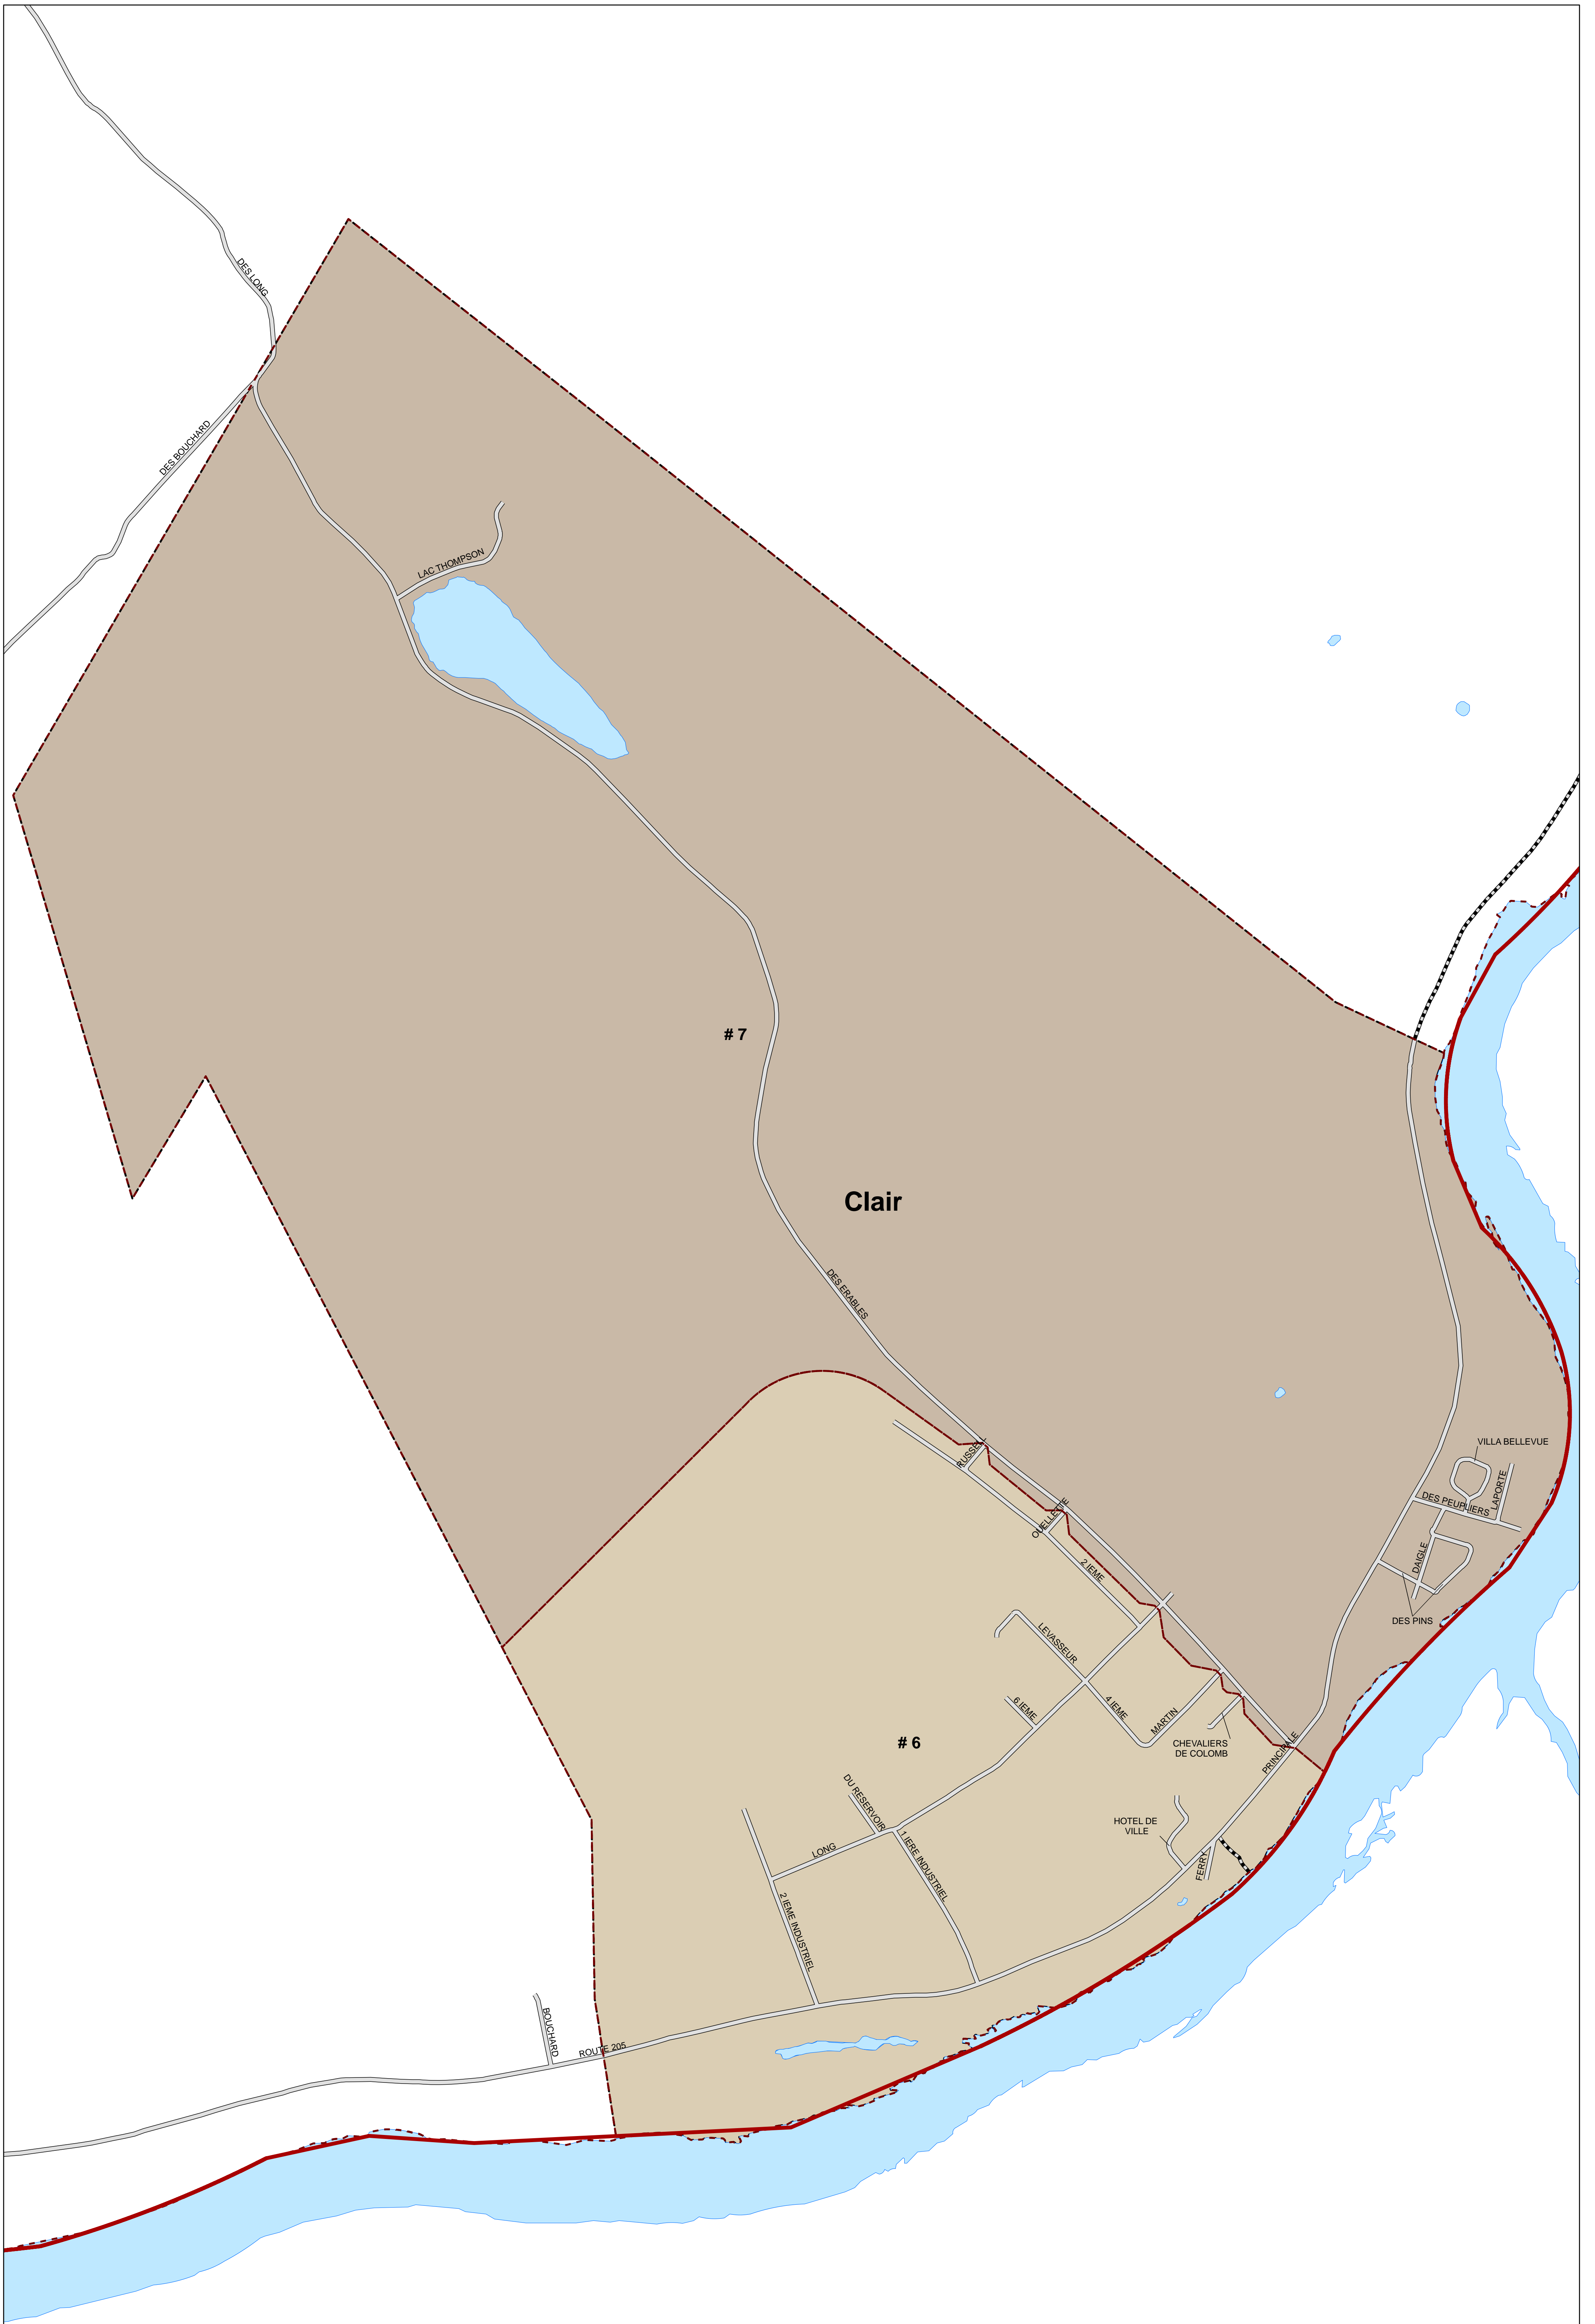 DES LONG
DES BOUCHARD
LAC THOMPSON
# 7
Clair
DES ERABLES
RUSSELL
OUELLETTE
2 IEME
VILLA BELLEVUE
LAPORTE
DES PEUPLIERS
DAIGLE
DES PINS
LEVASSEUR
6 IEME
4 IEME
MARTIN
CHEVALIERS
DE COLOMB
# 6
PRINCIPALE
DU RESERVOIR
HOTEL DE
VILLE
LONG
1 IERE INDUSTRIEL
FERRY
2 IEME INDUSTRIEL
BOUCHARD
ROUTE 205